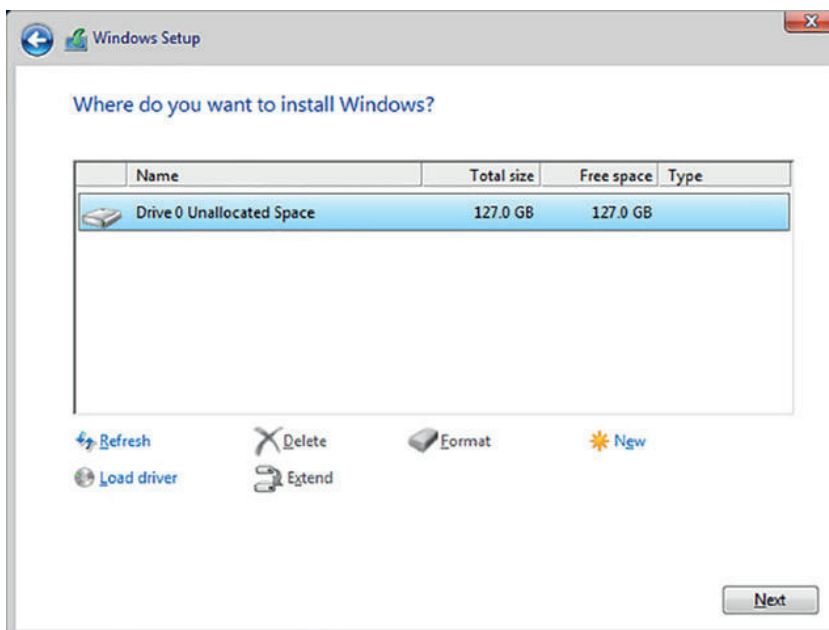 Windows Setup
Where do you want to install Windows?
Name Total size Free space Type
Drive 0 Unallocated Space 127.0 GB 127.0 GB
Refresh Delete Format New
Load driver Extend
Next